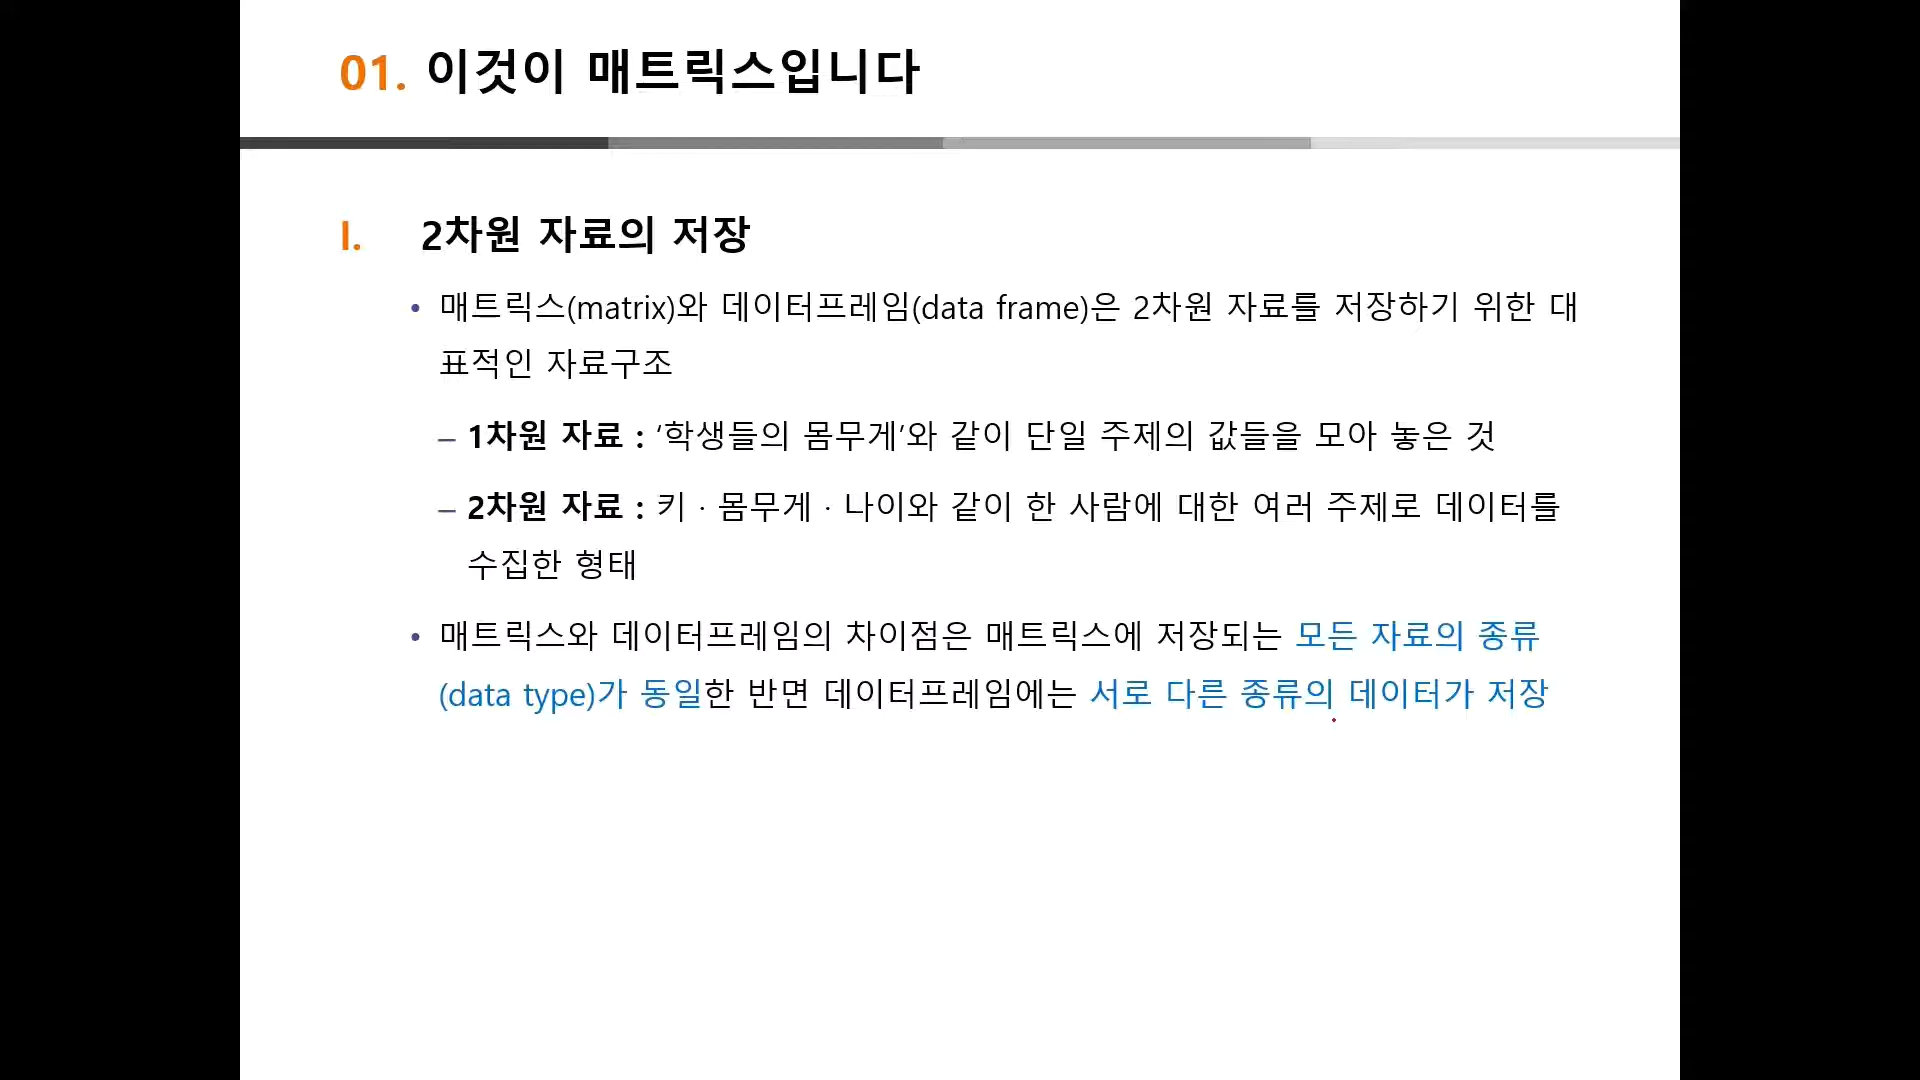 01. 이것이 매트릭스입니다
I. 2차원 자료의 저장
• 매트릭스(matrix)와 데이터프레임(data frame)은 2차원 자료를 저장하기 위한 대
표적인 자료구조
– 1차원 자료 : ‘학생들의 몸무게’와 같이 단일 주제의 값들을 모아 놓은 것
– 2차원 자료 : 키 · 몸무게 · 나이와 같이 한 사람에 대한 여러 주제로 데이터를
수집한 형태
• 매트릭스와 데이터프레임의 차이점은 매트릭스에 저장되는 모든 자료의 종류
(data type)가 동일한 반면 데이터프레임에는 서로 다른 종류의 데이터가 저장